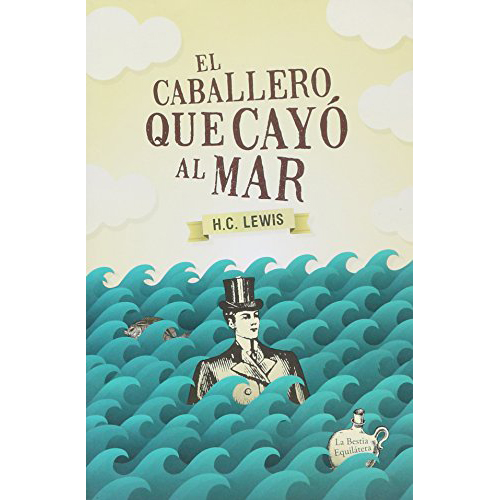 EL
CABALLERO
QUE CAYÓ
AL MAR
H.C. LEWIS
La Bestia
Equilátera